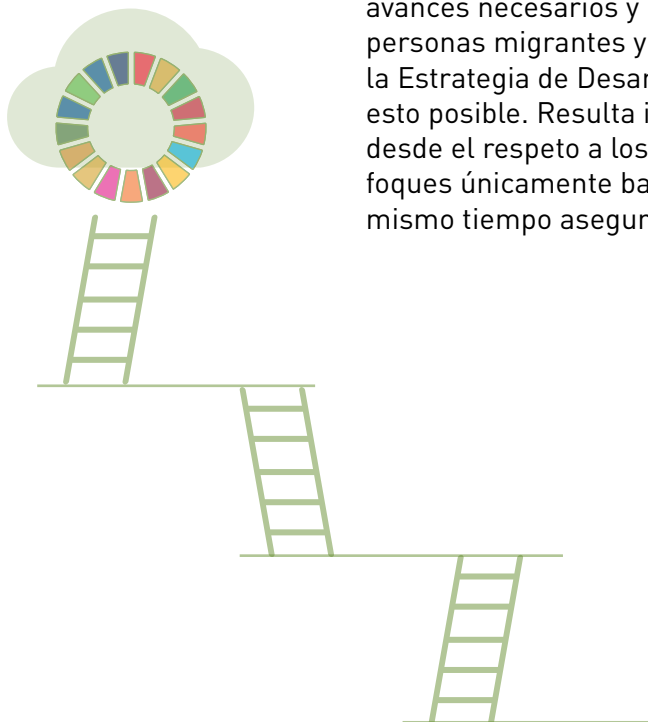 avances necesarios y
personas migrantes y
la Estrategia de Desar
esto posible. Resulta i
desde el respeto a los
foques únicamente ba
mismo tiempo asegur